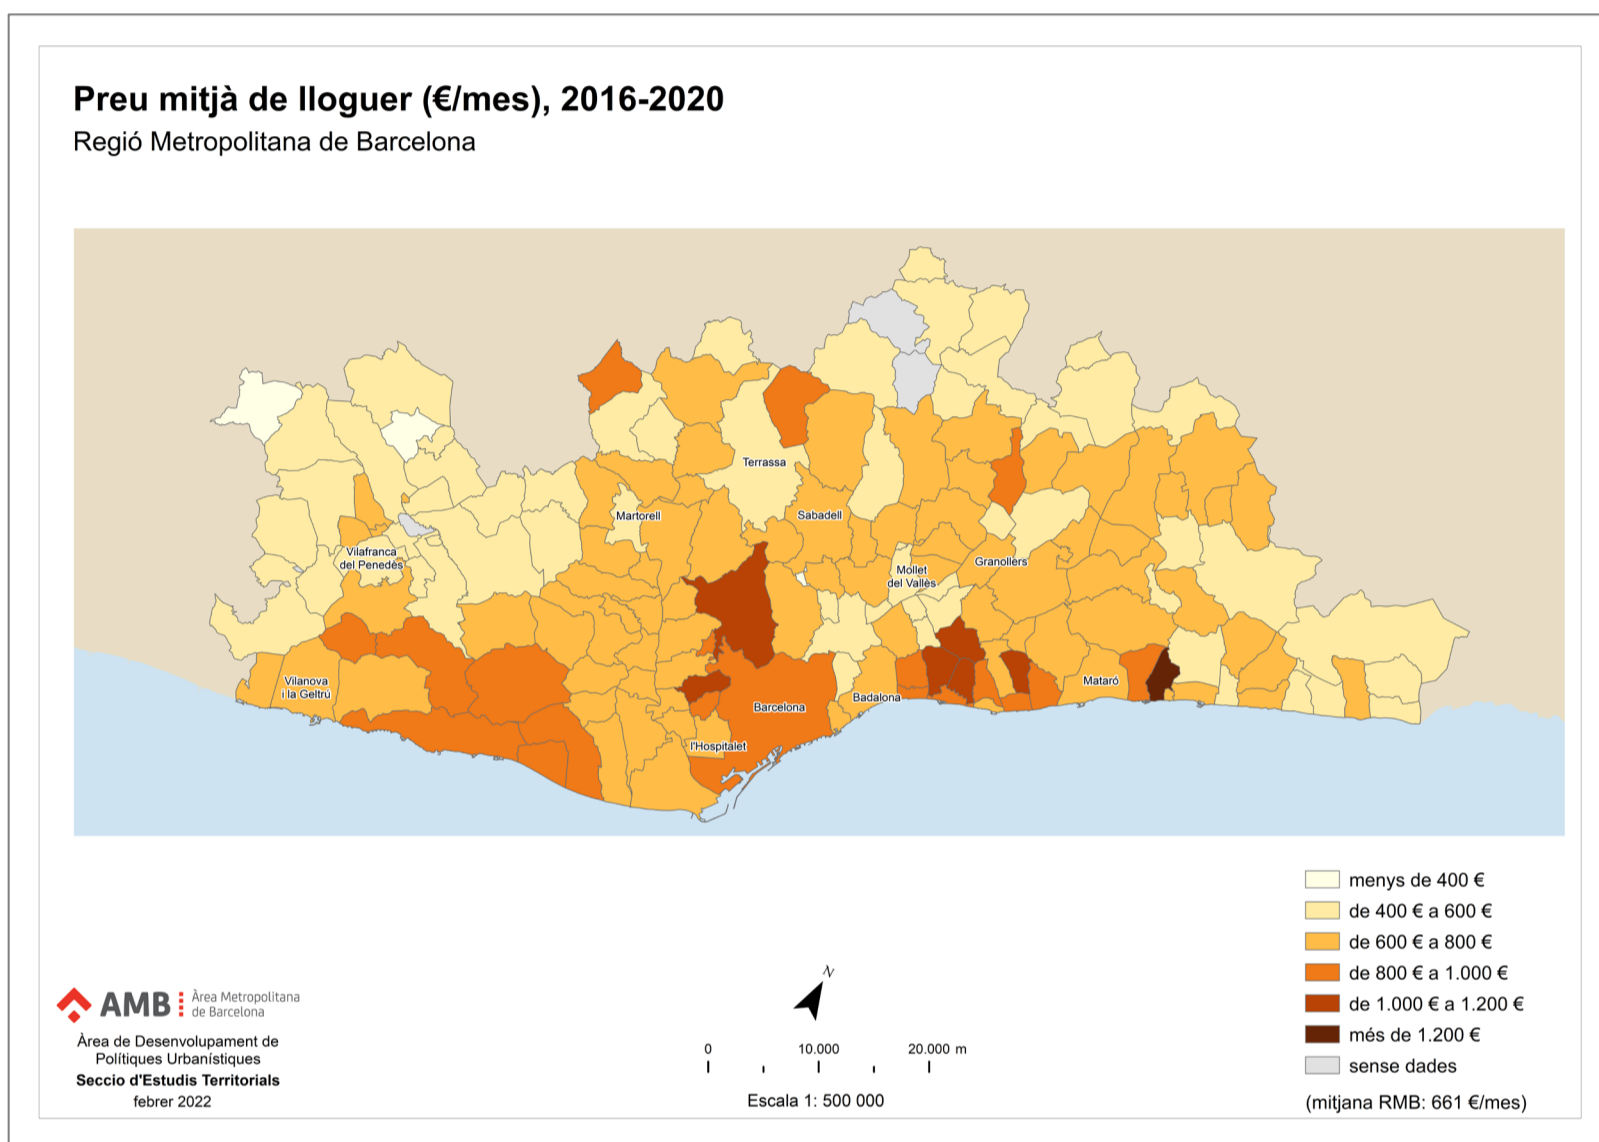 Preu mitjà de lloguer (€/mes), 2016-2020
Regió Metropolitana de Barcelona
Terrassa
Martorell
Sabadell
Vilafranca
del Penedès
Mollet
del Vallès
Granollers
Vilanova
i la Geltrú
Barcelona
Badalona
Mataró
l'Hospitalet
menys de 400 €
de 400 € a 600 €
de 600 € a 800 €
de 800 € a 1.000 €
de 1.000 € a 1.200 €
més de 1.200 €
sense dades
(mitjana RMB: 661 €/mes)
N
0 10.000 20.000 m
Escala 1: 500 000
AMB Àrea Metropolitana
de Barcelona
Àrea de Desenvolupament de
Polítiques Urbanístiques
Seccio d'Estudis Territorials
febrer 2022